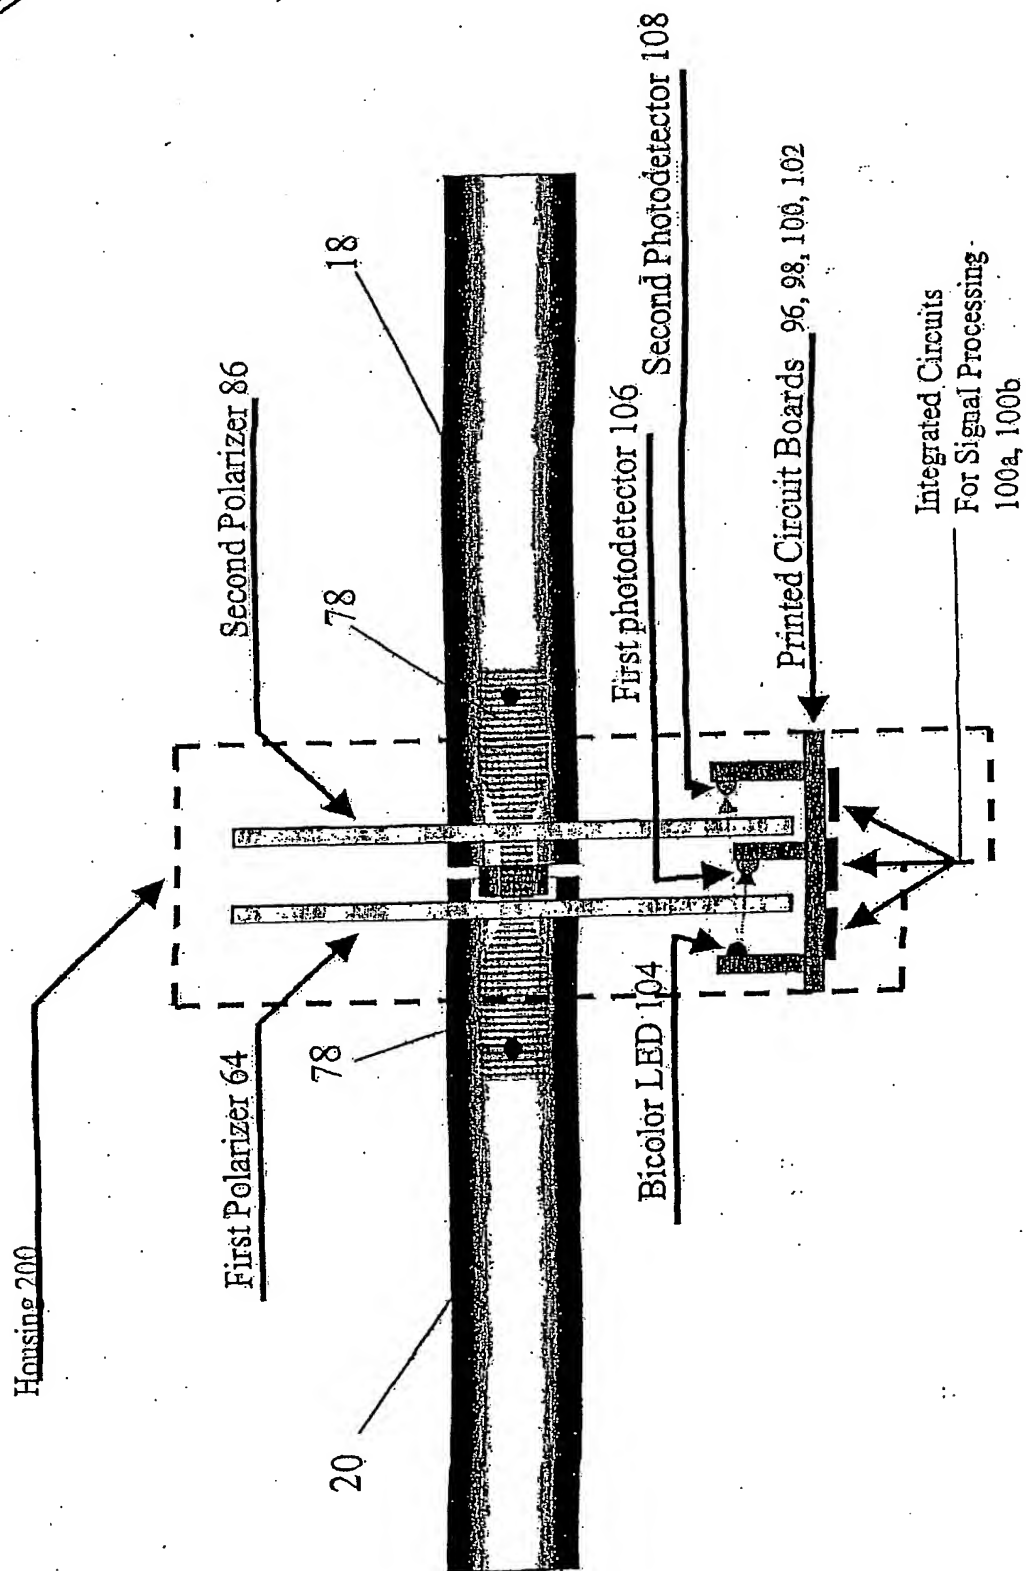 Housing 200
First Polarizer 64
Second Polarizer 86
20
78
78
18
Bicolor LED 104
First photodetector 106
Second Photodetector 108
Printed Circuit Boards 96, 98, 100, 102
Integrated Circuits
For Signal Processing-
100a, 100b